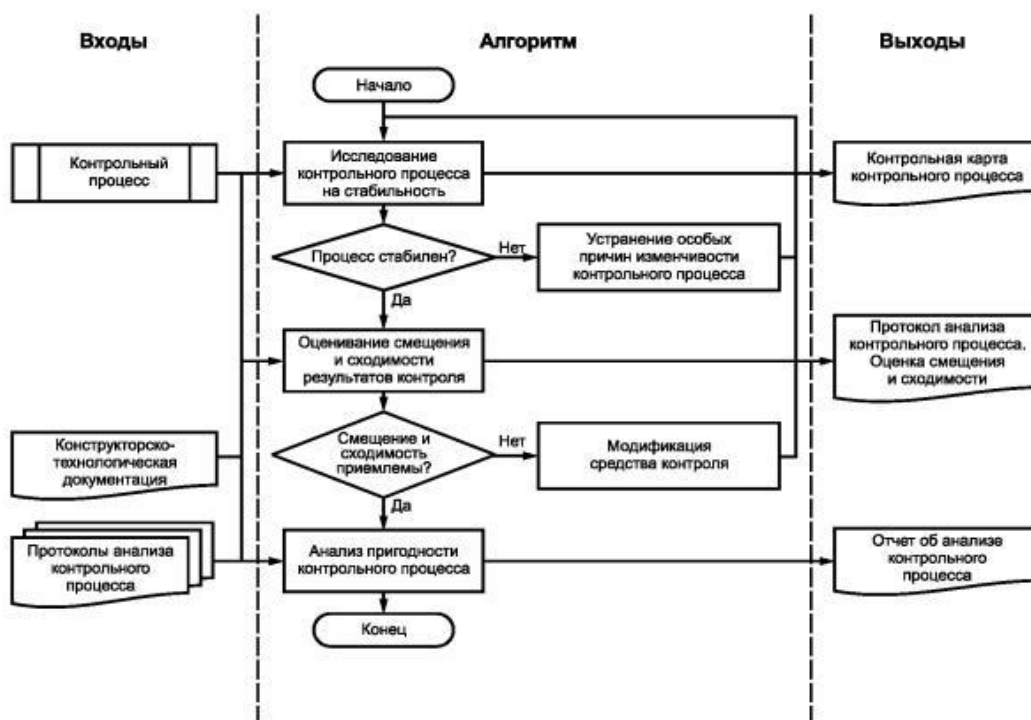 Входы
Алгоритм
Выходы
Начало
Контрольный
процесс
Исследование
контрольного процесса
на стабильность
Контрольная карта
контрольного процесса
Процесс стабилен?
Нет
Устранение особых
причин изменчивости
контрольного процесса
Да
Оценивание смещения
и сходимости
результатов контроля
Протокол анализа
контрольного процесса.
Оценка смещения
и сходимости
Конструкторско-
технологическая
документация
Смещение и
сходимость
приемлемы?
Нет
Модификация
средства контроля
Да
Протоколы анализа
контрольного
процесса
Анализ пригодности
контрольного процесса
Отчет об анализе
контрольного
процесса
Конец